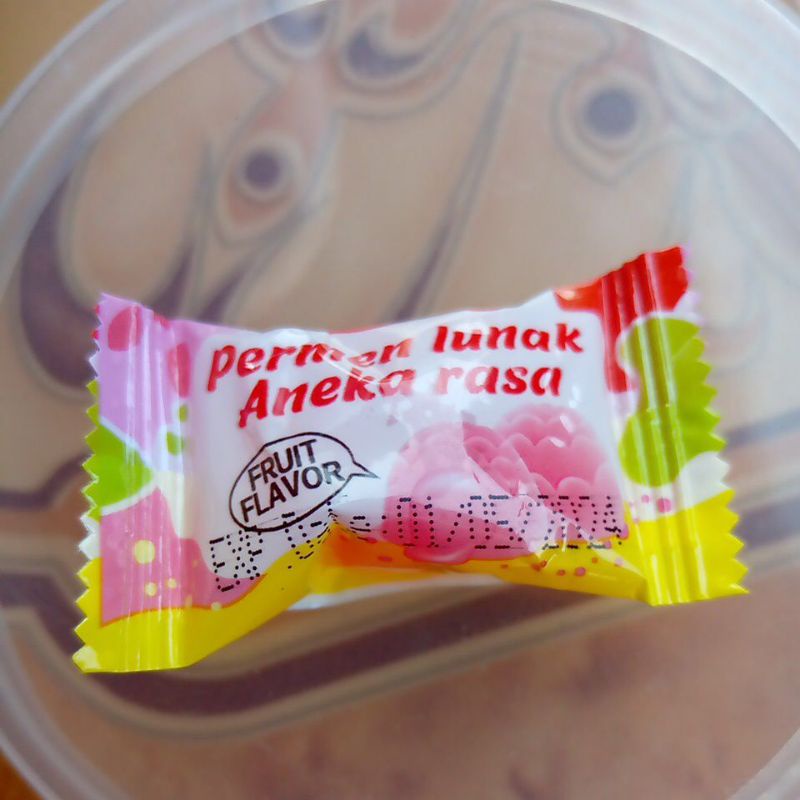 permen lunak
Aneka rasa
FRUIT
FLAVOR